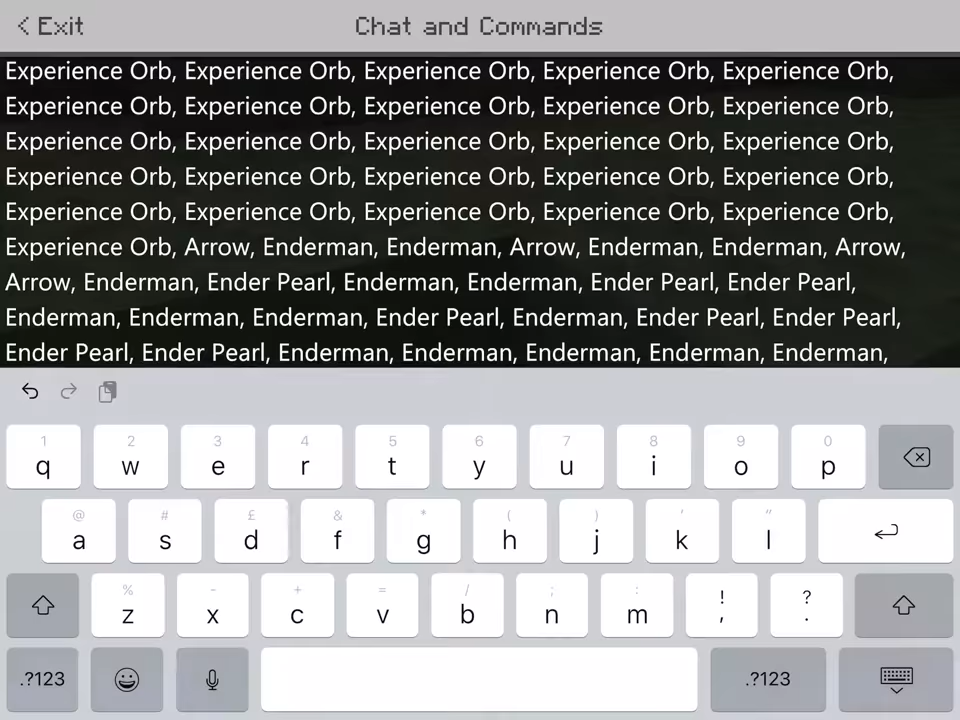 < Exit
Chat and Commands
Experience Orb, Experience Orb, Experience Orb, Experience Orb, Experience Orb,
Experience Orb, Experience Orb, Experience Orb, Experience Orb, Experience Orb,
Experience Orb, Experience Orb, Experience Orb, Experience Orb, Experience Orb,
Experience Orb, Experience Orb, Experience Orb, Experience Orb, Experience Orb,
Experience Orb, Experience Orb, Experience Orb, Experience Orb, Experience Orb,
Experience Orb, Arrow, Enderman, Enderman, Arrow, Enderman, Enderman, Arrow,
Arrow, Enderman, Ender Pearl, Enderman, Enderman, Ender Pearl, Ender Pearl,
Enderman, Enderman, Enderman, Ender Pearl, Enderman, Ender Pearl, Ender Pearl,
Ender Pearl, Ender Pearl, Enderman, Enderman, Enderman, Enderman, Enderman,
1 2 3 4 5 6 7 8 9 0
q w e r t y u i o p
@ # £ & * ( ) ' "
a s d f g h j k l
% - + = / ; : ! ?
z x c v b n m , .
.?123 .?123